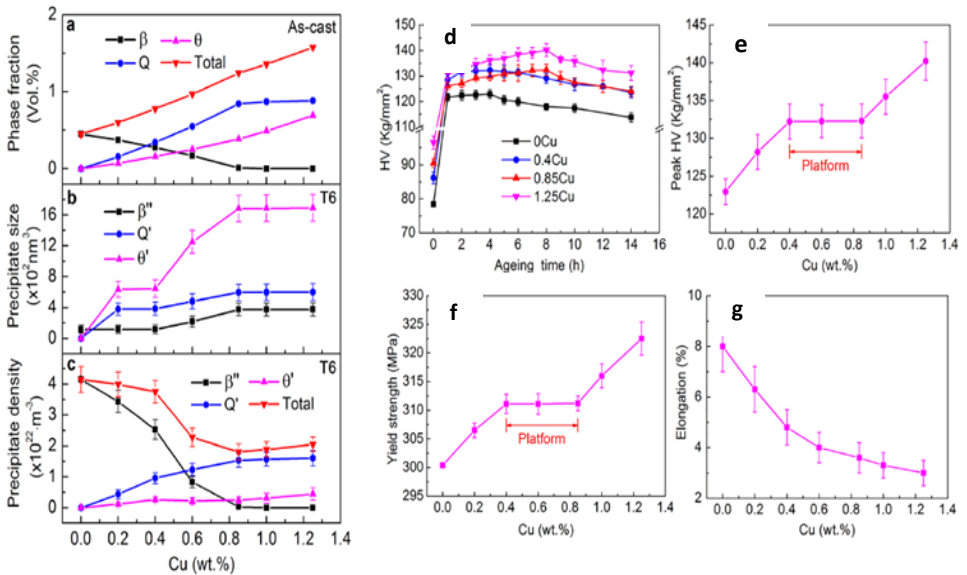 a
As-cast
β
θ
Q
Total
Phase fraction
(Vol.%)
2
1
0
b
T6
β"
Q'
θ'
Precipitate size
(x10²nm³)
16
12
8
4
0
c
T6
β"
θ'
Q'
Total
Precipitate density
(x10²²·m⁻³)
4
3
2
1
0
0.0 0.2 0.4 0.6 0.8 1.0 1.2 1.4
Cu (wt.%)
d
HV (Kg/mm²)
150
140
130
120
110
90
80
70
0Cu
0.4Cu
0.85Cu
1.25Cu
0 2 4 6 8 10 12 14 16
Ageing time (h)
e
Peak HV (Kg/mm²)
145
140
135
130
125
120
Platform
0.0 0.2 0.4 0.6 0.8 1.0 1.2 1.4
Cu (wt.%)
f
Yield strength (MPa)
330
325
320
315
310
305
300
295
Platform
0.0 0.2 0.4 0.6 0.8 1.0 1.2 1.4
Cu (wt.%)
g
Elongation (%)
10
8
6
4
2
0
0.0 0.2 0.4 0.6 0.8 1.0 1.2 1.4
Cu (wt.%)